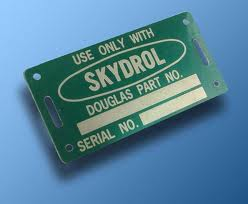 USE ONLY WITH
SKYDROL
DOUGLAS PART NO.
SERIAL NO.